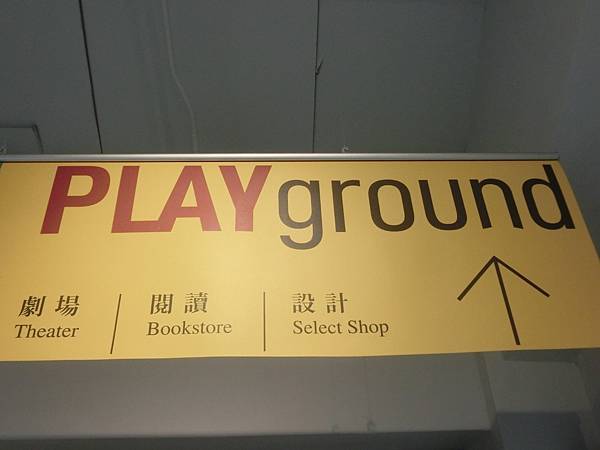 PLAYground
劇場 | 閱讀 | 設計
Theater | Bookstore | Select Shop